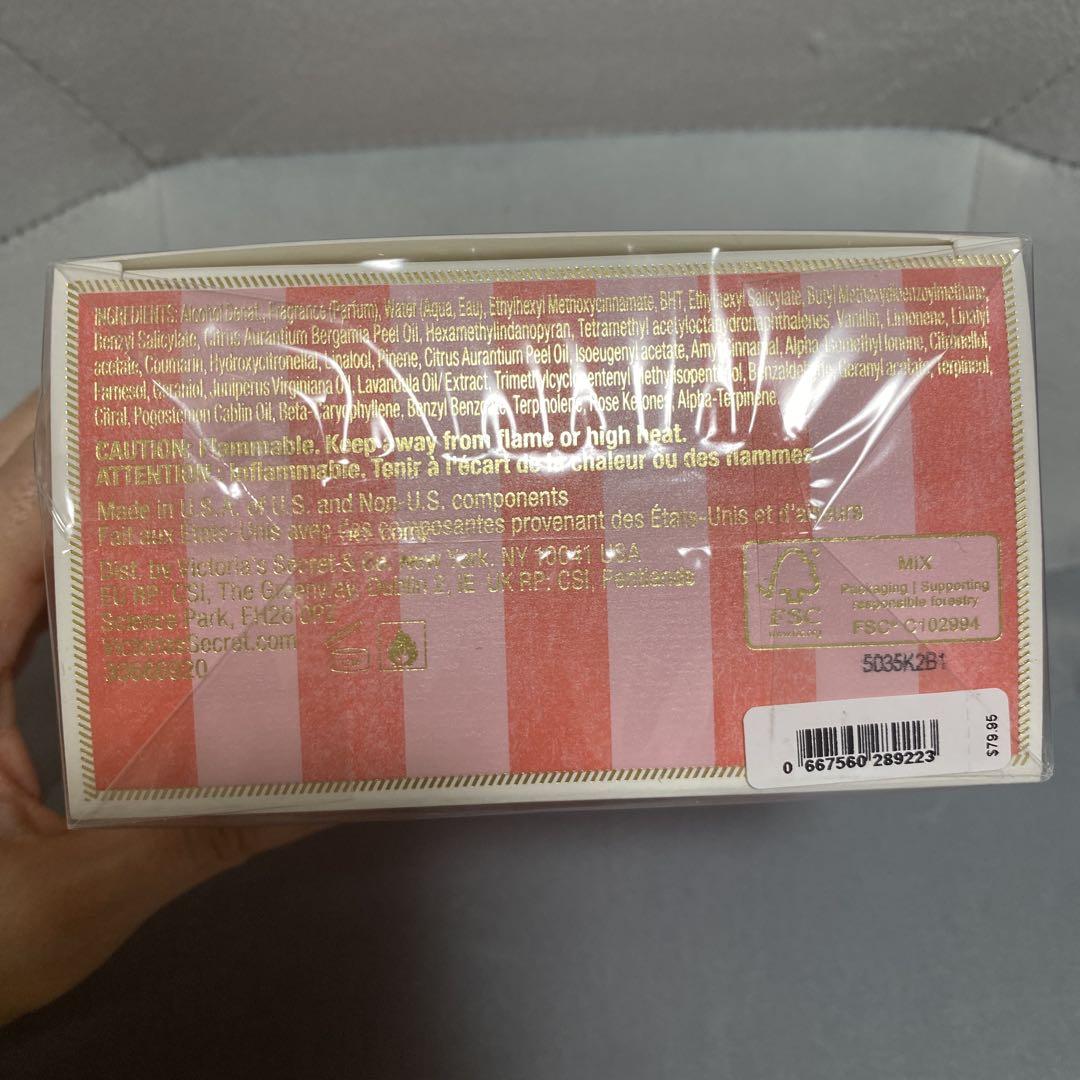 INGREDIENTS: Alcohol Denat., Fragrance (Parfum), Water (Aqua, Eau), Ethylhexyl Methoxycinnamate, BHT, Ethylhexyl Salicylate, Butyl Methoxydibenzoylmethane,
Benzyl Salicylate, Citrus Aurantium Bergamia Peel Oil, Hexamethylindanopyran, Tetramethyl acetyloctahydronaphthalenes, Vanillin, Limonene, Linalyl
acetate, Coumarin, Hydroxycitronellal, Linalool, Pinene, Citrus Aurantium Peel Oil, Isoeugenyl acetate, Amyl Cinnamal, Alpha-Isomethyl Ionone, Citronellol,
Farnesol, Geraniol, Juniperus Virginiana Oil, Lavandula Oil/Extract, Trimethylcyclopentenyl Methylisopentenol, Benzaldehyde, Geranyl acetate, Terpineol,
Citral, Pogostemon Cablin Oil, Beta-Caryophyllene, Benzyl Benzoate, Terpinolene, Rose Ketones, Alpha-Terpinene.
CAUTION: Flammable. Keep away from flame or high heat.
ATTENTION : Inflammable. Tenir à l'écart de la chaleur ou des flammes.
Made in U.S.A. of U.S. and Non-U.S. components
Fait aux États-Unis avec des composantes provenant des États-Unis et d'ailleurs
Dist. by Victoria's Secret & Co. New York, NY 10041 USA
EU RP: CSI, The Greenway, Dublin 2, IE UK RP: CSI, Pentlands
Science Park, EH26 0PZ
VictoriasSecret.com
FSC
www.fsc.org
MIX
Packaging | Supporting
responsible forestry
FSC® C102994
5035K2B1
0 667560 289223
$79.95